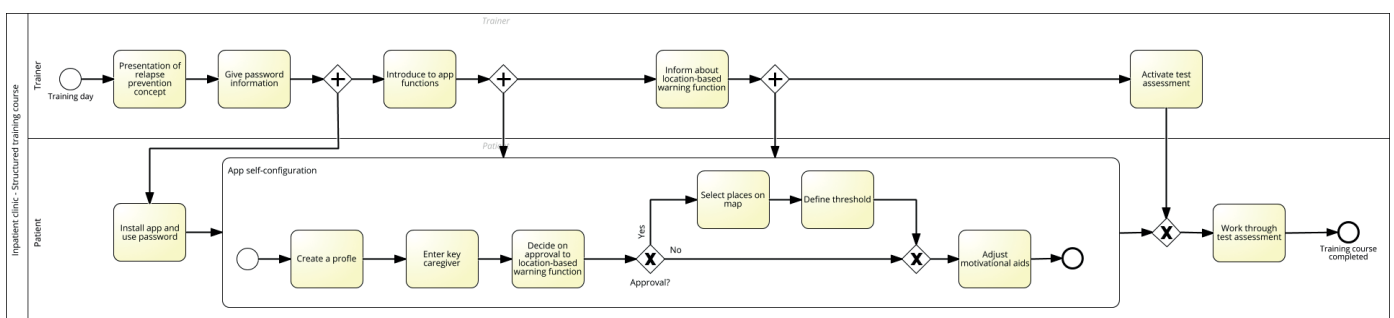 Trainer
Inpatient clinic - Structured training course
Trainer
Training day
Presentation of
relapse
prevention
concept
Give password
information
Introduce to app
functions
Inform about
location-based
warning function
Activate test
assessment
Patient
Patient
Install app and
use password
App self-configuration
Create a profle
Enter key
caregiver
Decide on
approval to
location-based
warning function
Approval?
Yes
No
Select places on
map
Define threshold
Adjust
motivational aids
Work through
test assessment
Training course
completed